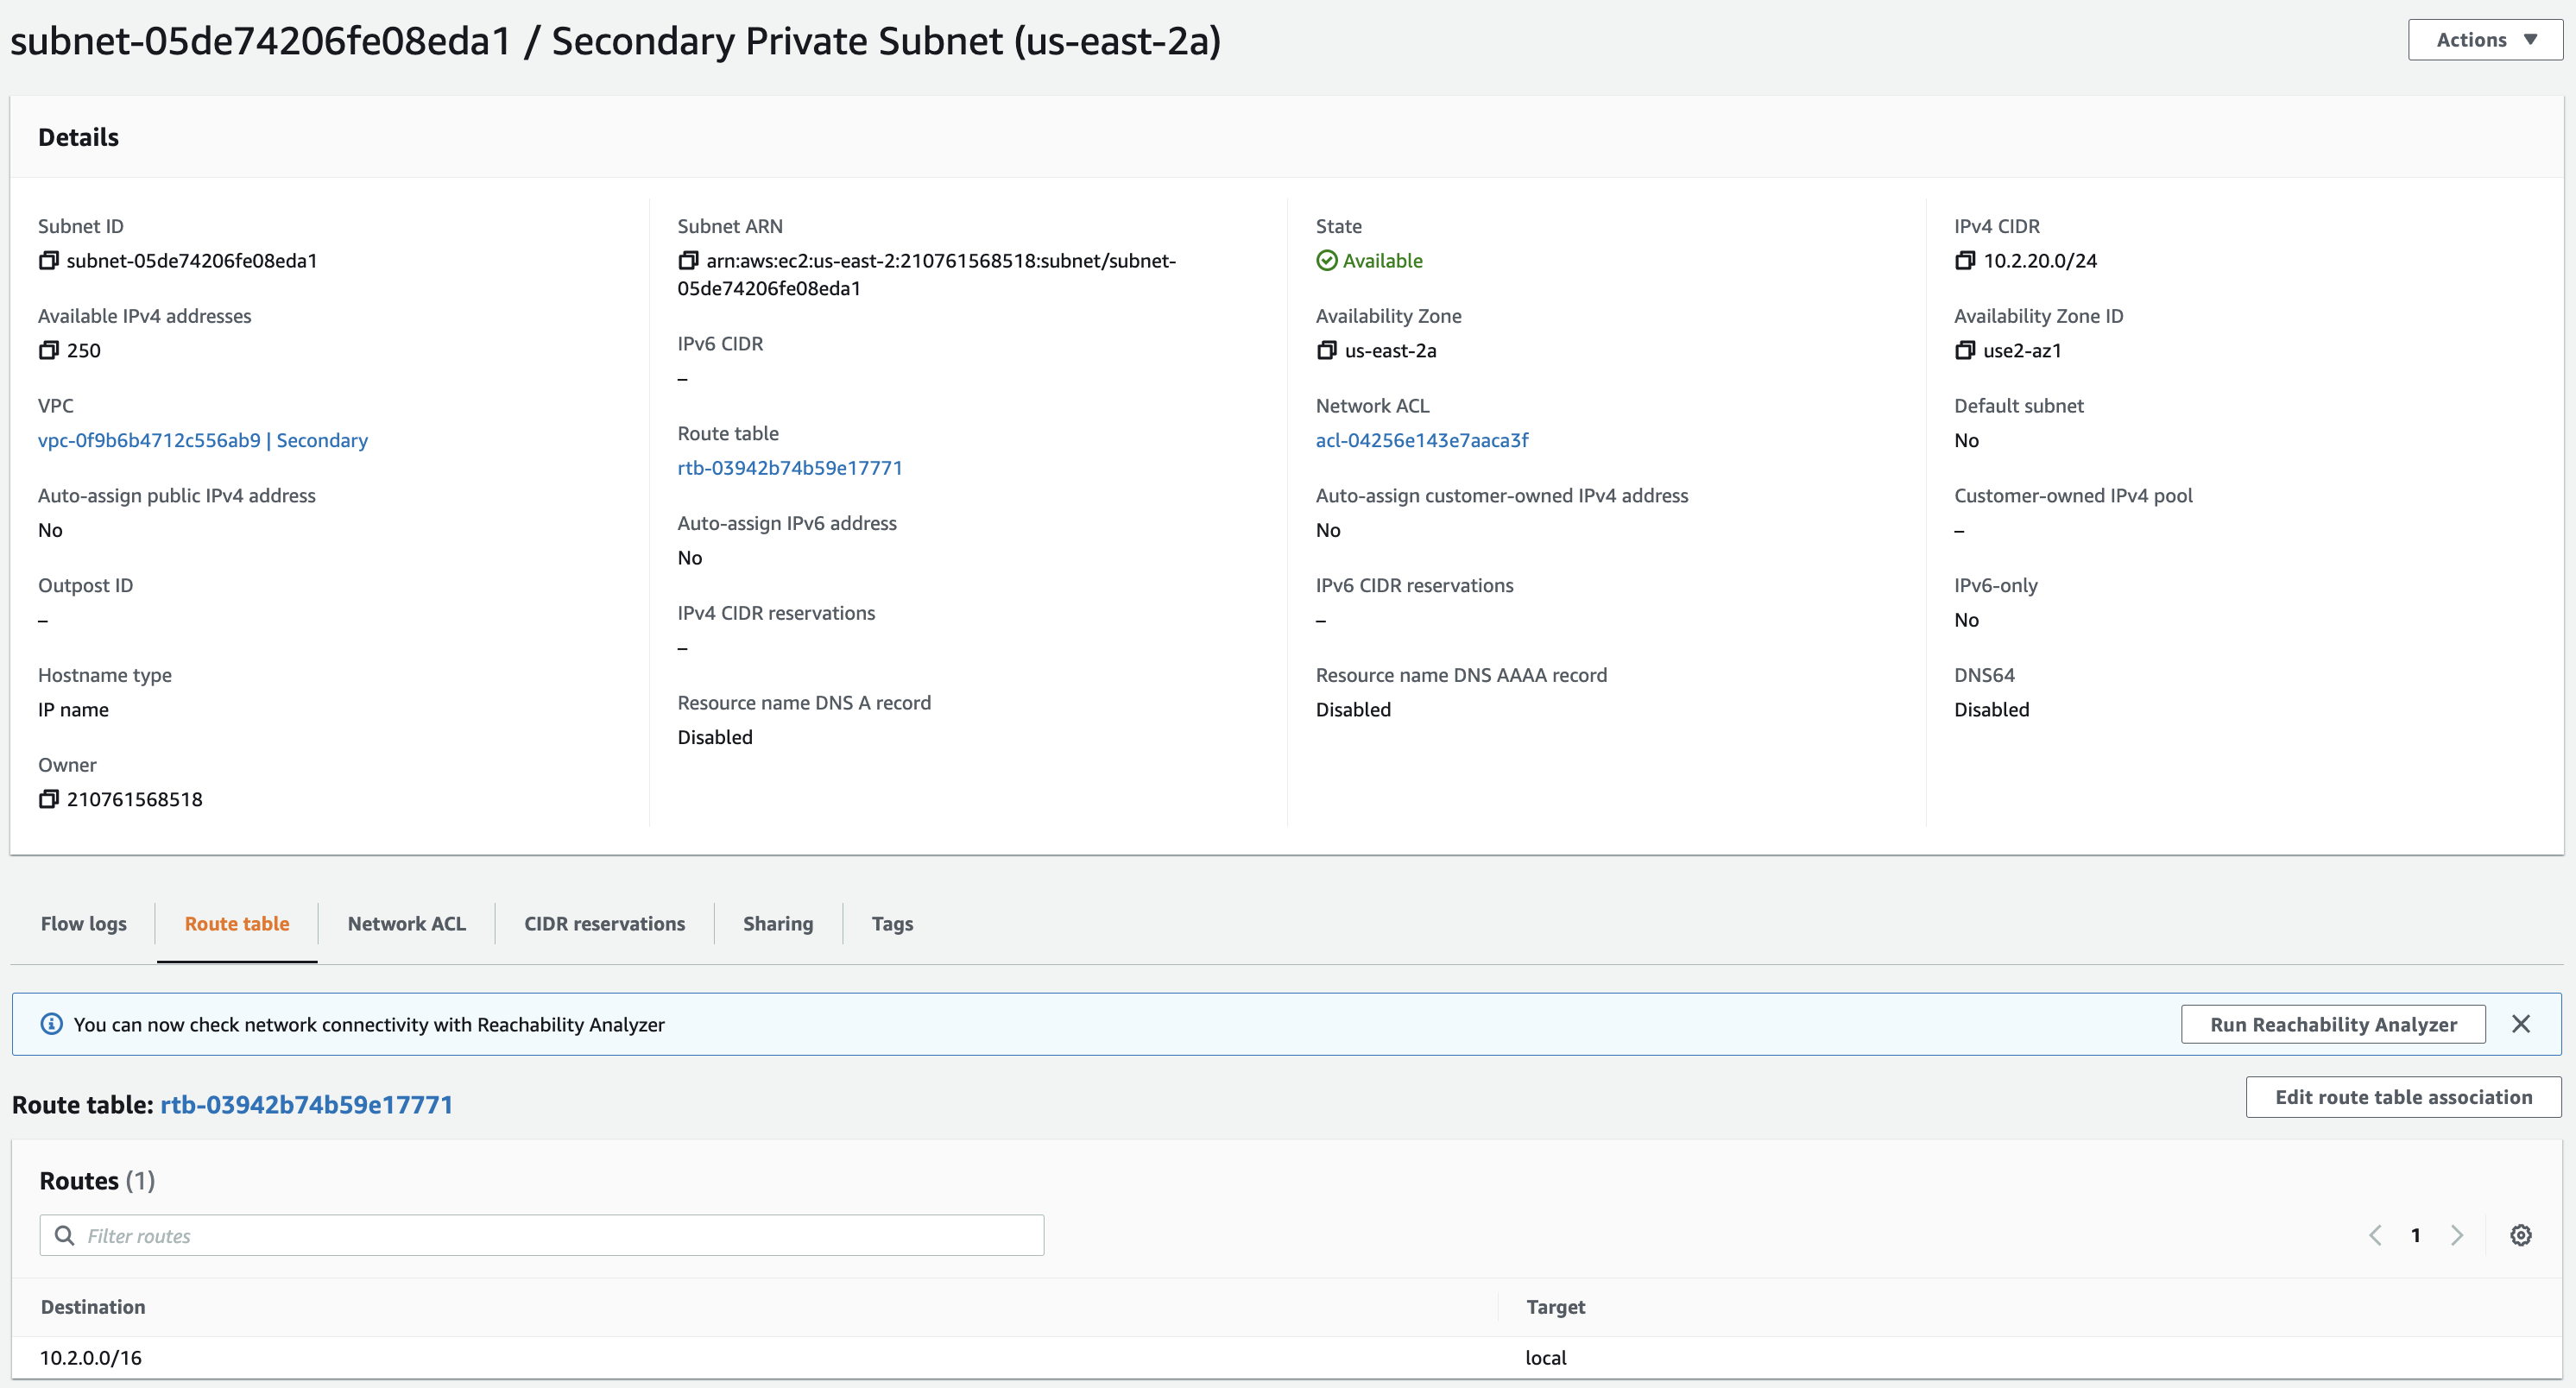 subnet-05de74206fe08eda1 / Secondary Private Subnet (us-east-2a)
Actions
Details
Subnet ID
subnet-05de74206fe08eda1
Available IPv4 addresses
250
VPC
vpc-0f9b6b4712c556ab9 | Secondary
Auto-assign public IPv4 address
No
Outpost ID
–
Hostname type
IP name
Owner
210761568518
Subnet ARN
arn:aws:ec2:us-east-2:210761568518:subnet/subnet-
05de74206fe08eda1
IPv6 CIDR
–
Route table
rtb-03942b74b59e17771
Auto-assign IPv6 address
No
IPv4 CIDR reservations
–
Resource name DNS A record
Disabled
State
Available
Availability Zone
us-east-2a
Network ACL
acl-04256e143e7aaca3f
Auto-assign customer-owned IPv4 address
No
IPv6 CIDR reservations
–
Resource name DNS AAAA record
Disabled
IPv4 CIDR
10.2.20.0/24
Availability Zone ID
use2-az1
Default subnet
No
Customer-owned IPv4 pool
–
IPv6-only
No
DNS64
Disabled
Flow logs Route table Network ACL CIDR reservations Sharing Tags
You can now check network connectivity with Reachability Analyzer
Run Reachability Analyzer
Route table: rtb-03942b74b59e17771
Edit route table association
Routes (1)
Filter routes
1
Destination Target
10.2.0.0/16 local